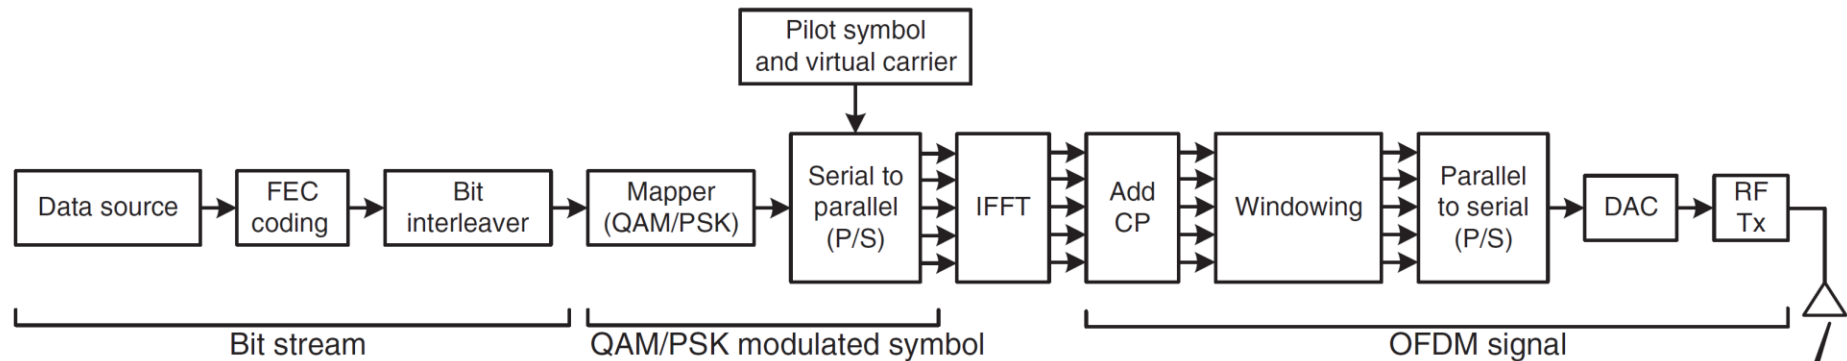 Pilot symbol
and virtual carrier
Data source
FEC
coding
Bit
interleaver
Mapper
(QAM/PSK)
Serial to
parallel
(P/S)
IFFT
Add
CP
Windowing
Parallel
to serial
(P/S)
DAC
RF
Tx
Bit stream
QAM/PSK modulated symbol
OFDM signal